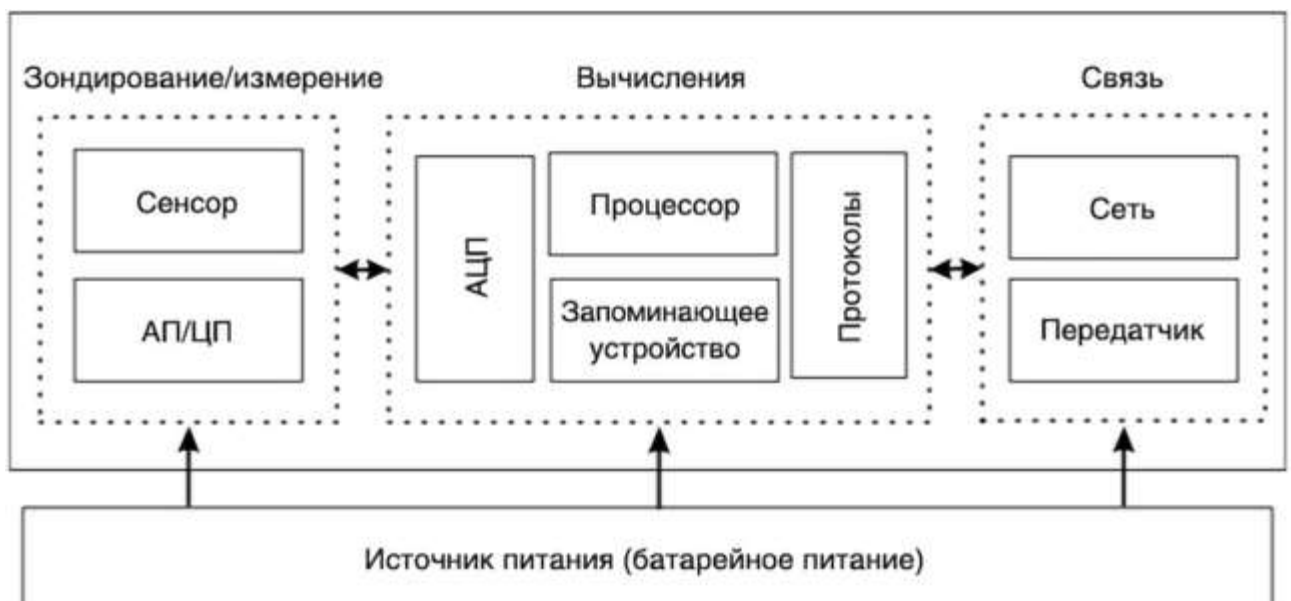 Зондирование/измерение
Вычисления
Связь
Сенсор
АП/ЦП
АЦП
Процессор
Запоминающее
устройство
Протоколы
Сеть
Передатчик
Источник питания (батарейное питание)